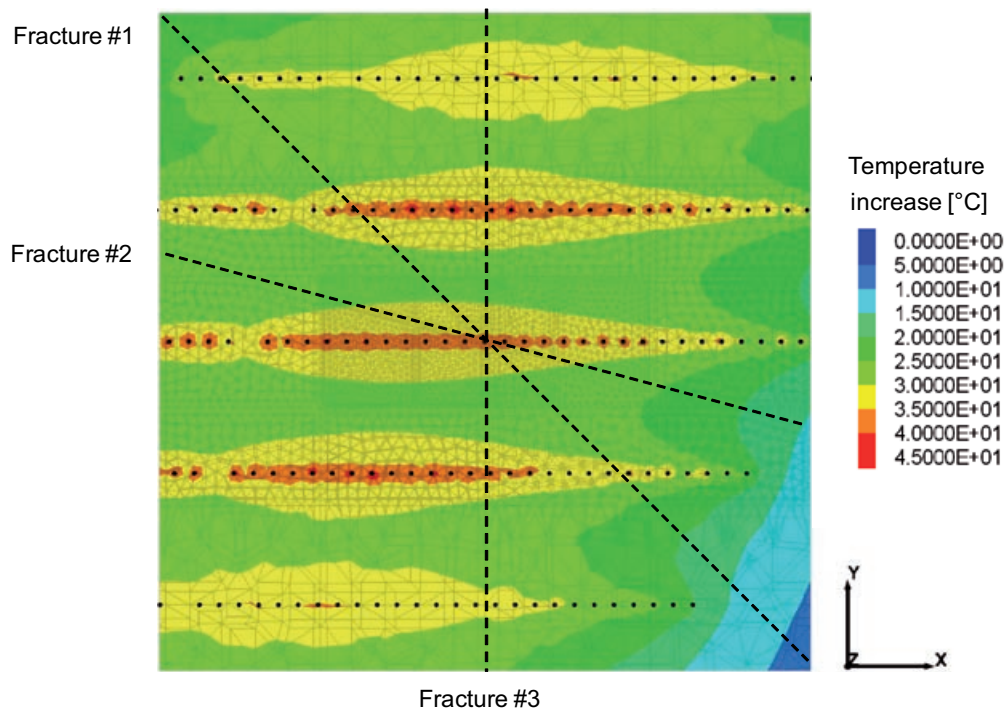 Fracture #1
Fracture #2
Temperature
increase [°C]
0.0000E+00
5.0000E+00
1.0000E+01
1.5000E+01
2.0000E+01
2.5000E+01
3.0000E+01
3.5000E+01
4.0000E+01
4.5000E+01
Y
Z
X
Fracture #3